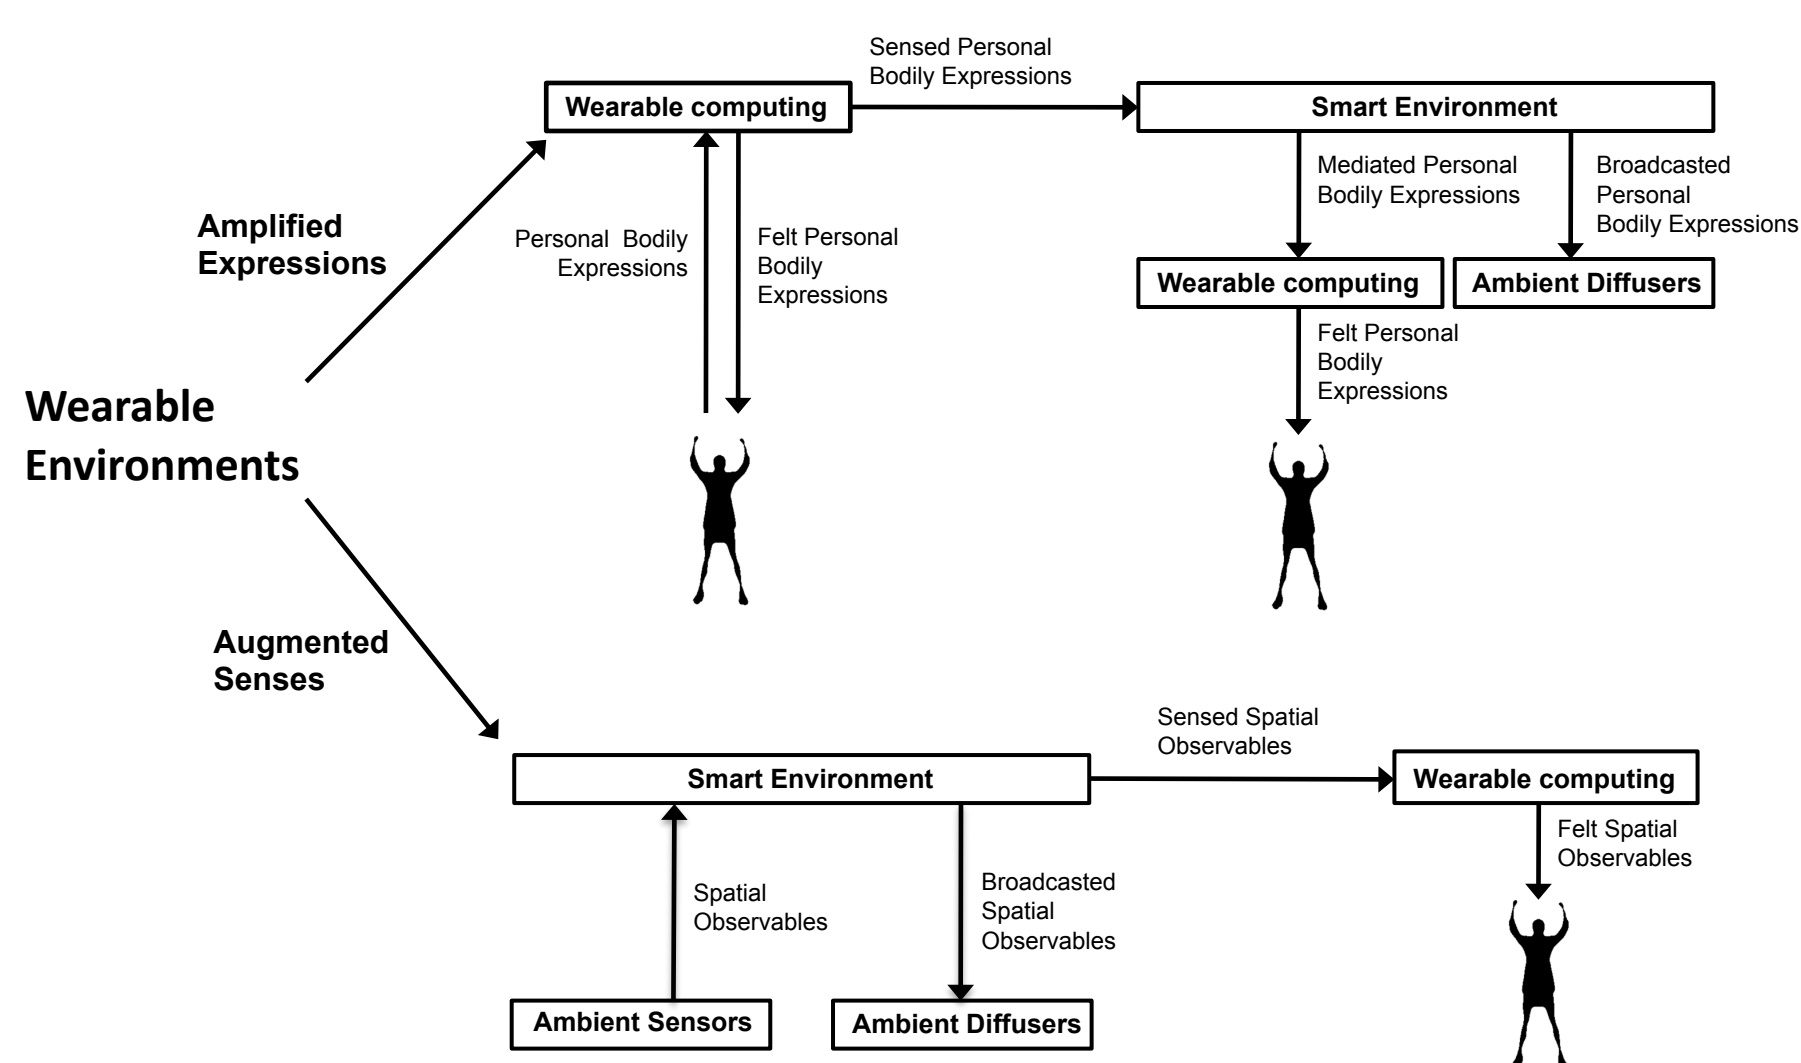 Sensed Personal
Bodily Expressions
Wearable computing
Smart Environment
Mediated Personal
Bodily Expressions
Broadcasted
Personal
Bodily Expressions
Amplified
Expressions
Personal  Bodily
Expressions
Felt Personal
Bodily
Expressions
Wearable computing
Ambient Diffusers
Felt Personal
Bodily
Expressions
Wearable
Environments
Augmented
Senses
Sensed Spatial
Observables
Smart Environment
Wearable computing
Felt Spatial
Observables
Spatial
Observables
Broadcasted
Spatial
Observables
Ambient Sensors
Ambient Diffusers